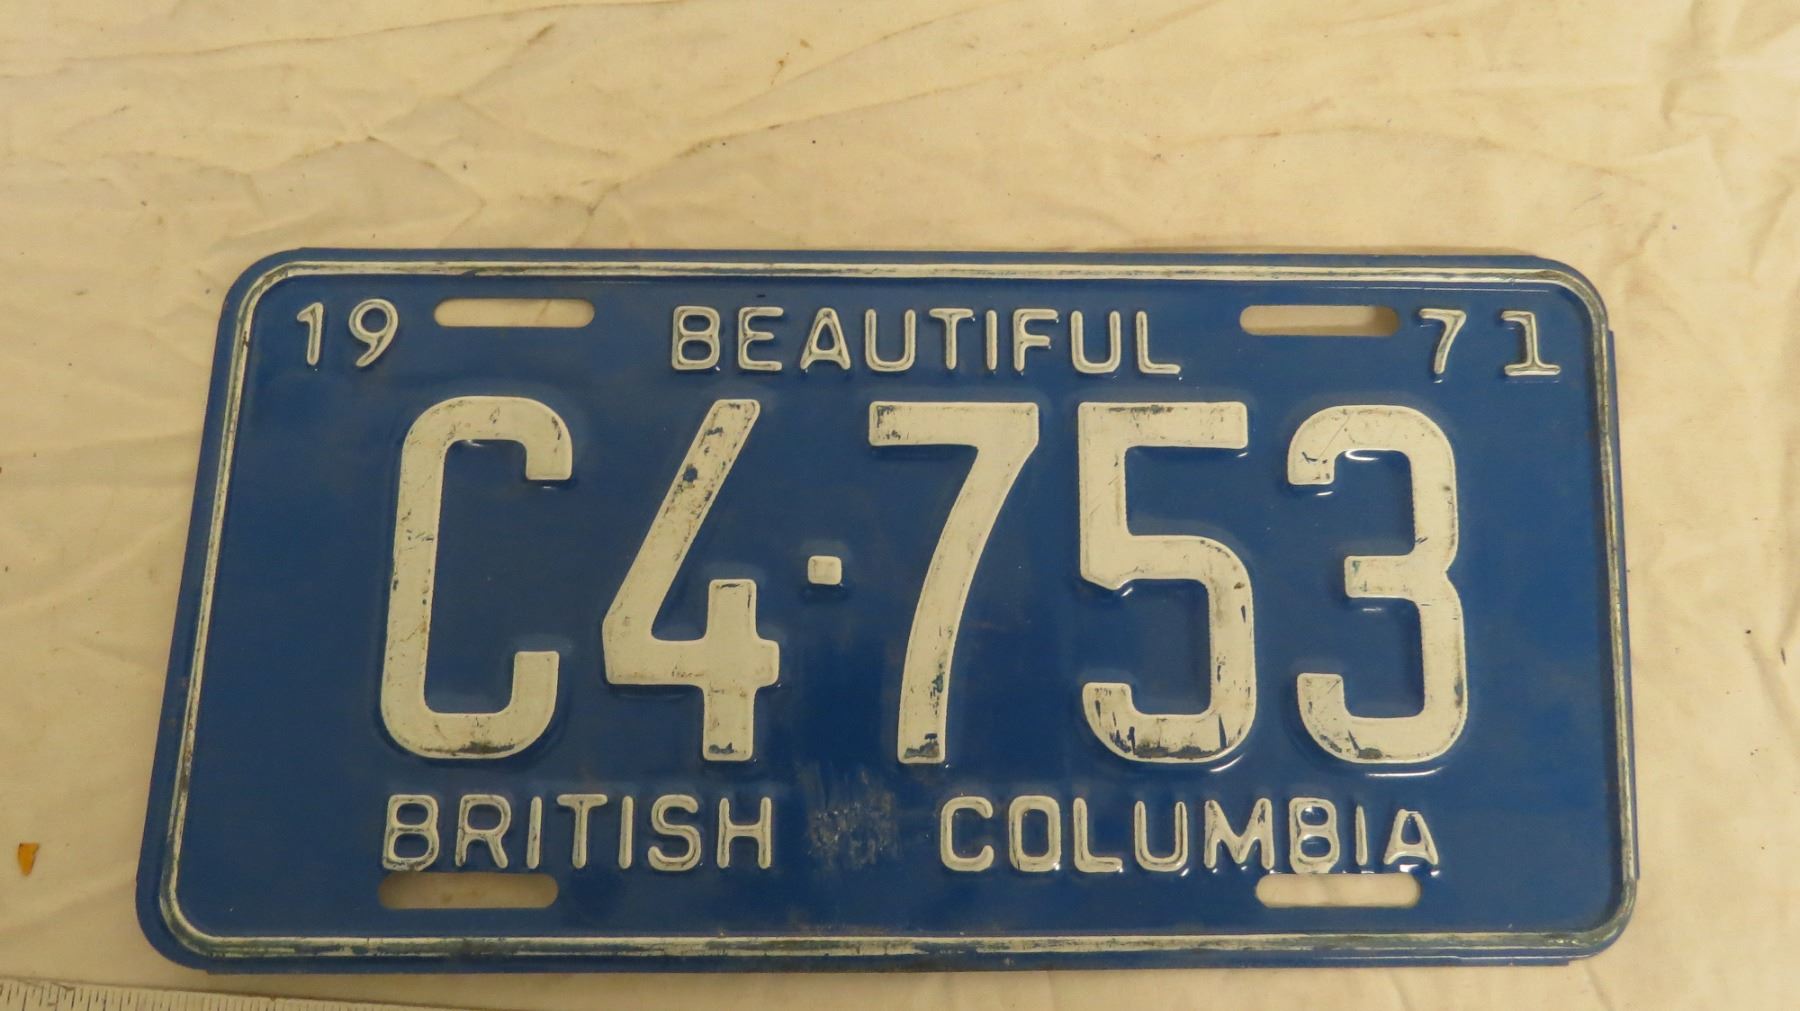 19 BEAUTIFUL 71
C4·753
BRITISH COLUMBIA